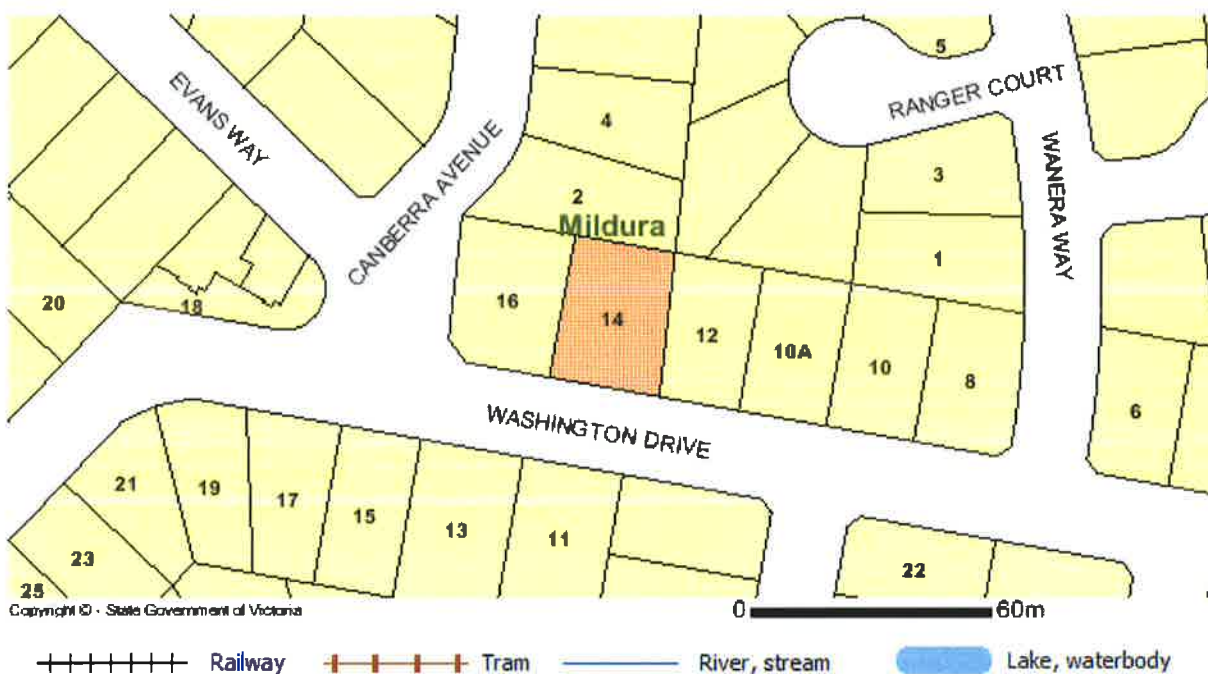 5
RANGER COURT
EVANS WAY
CANBERRA AVENUE
4
3
WANERA WAY
2
Mildura
1
20
18
16
14
12
10A
10
8
6
WASHINGTON DRIVE
21
19
17
15
13
11
23
22
25
Copyright © - State Government of Victoria
0 60m
Railway Tram River, stream Lake, waterbody